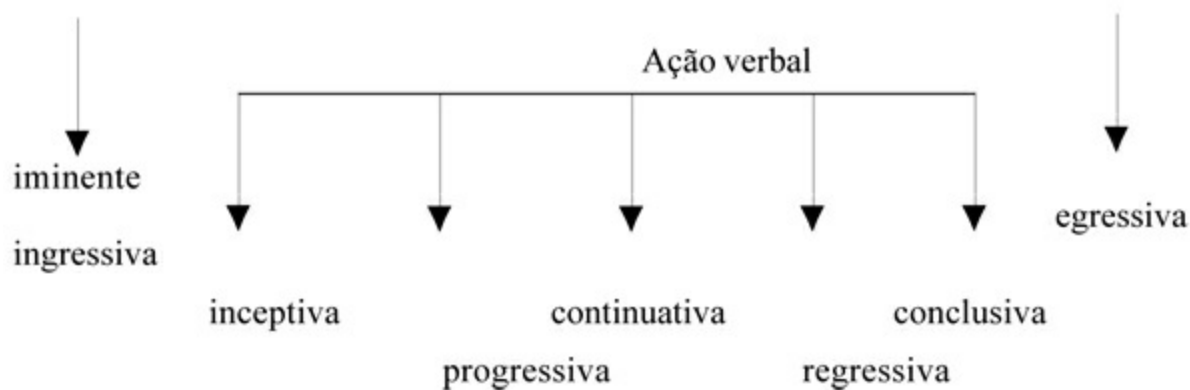 Ação verbal
iminente
egressiva
ingressiva
inceptiva continuativa conclusiva
progressiva regressiva